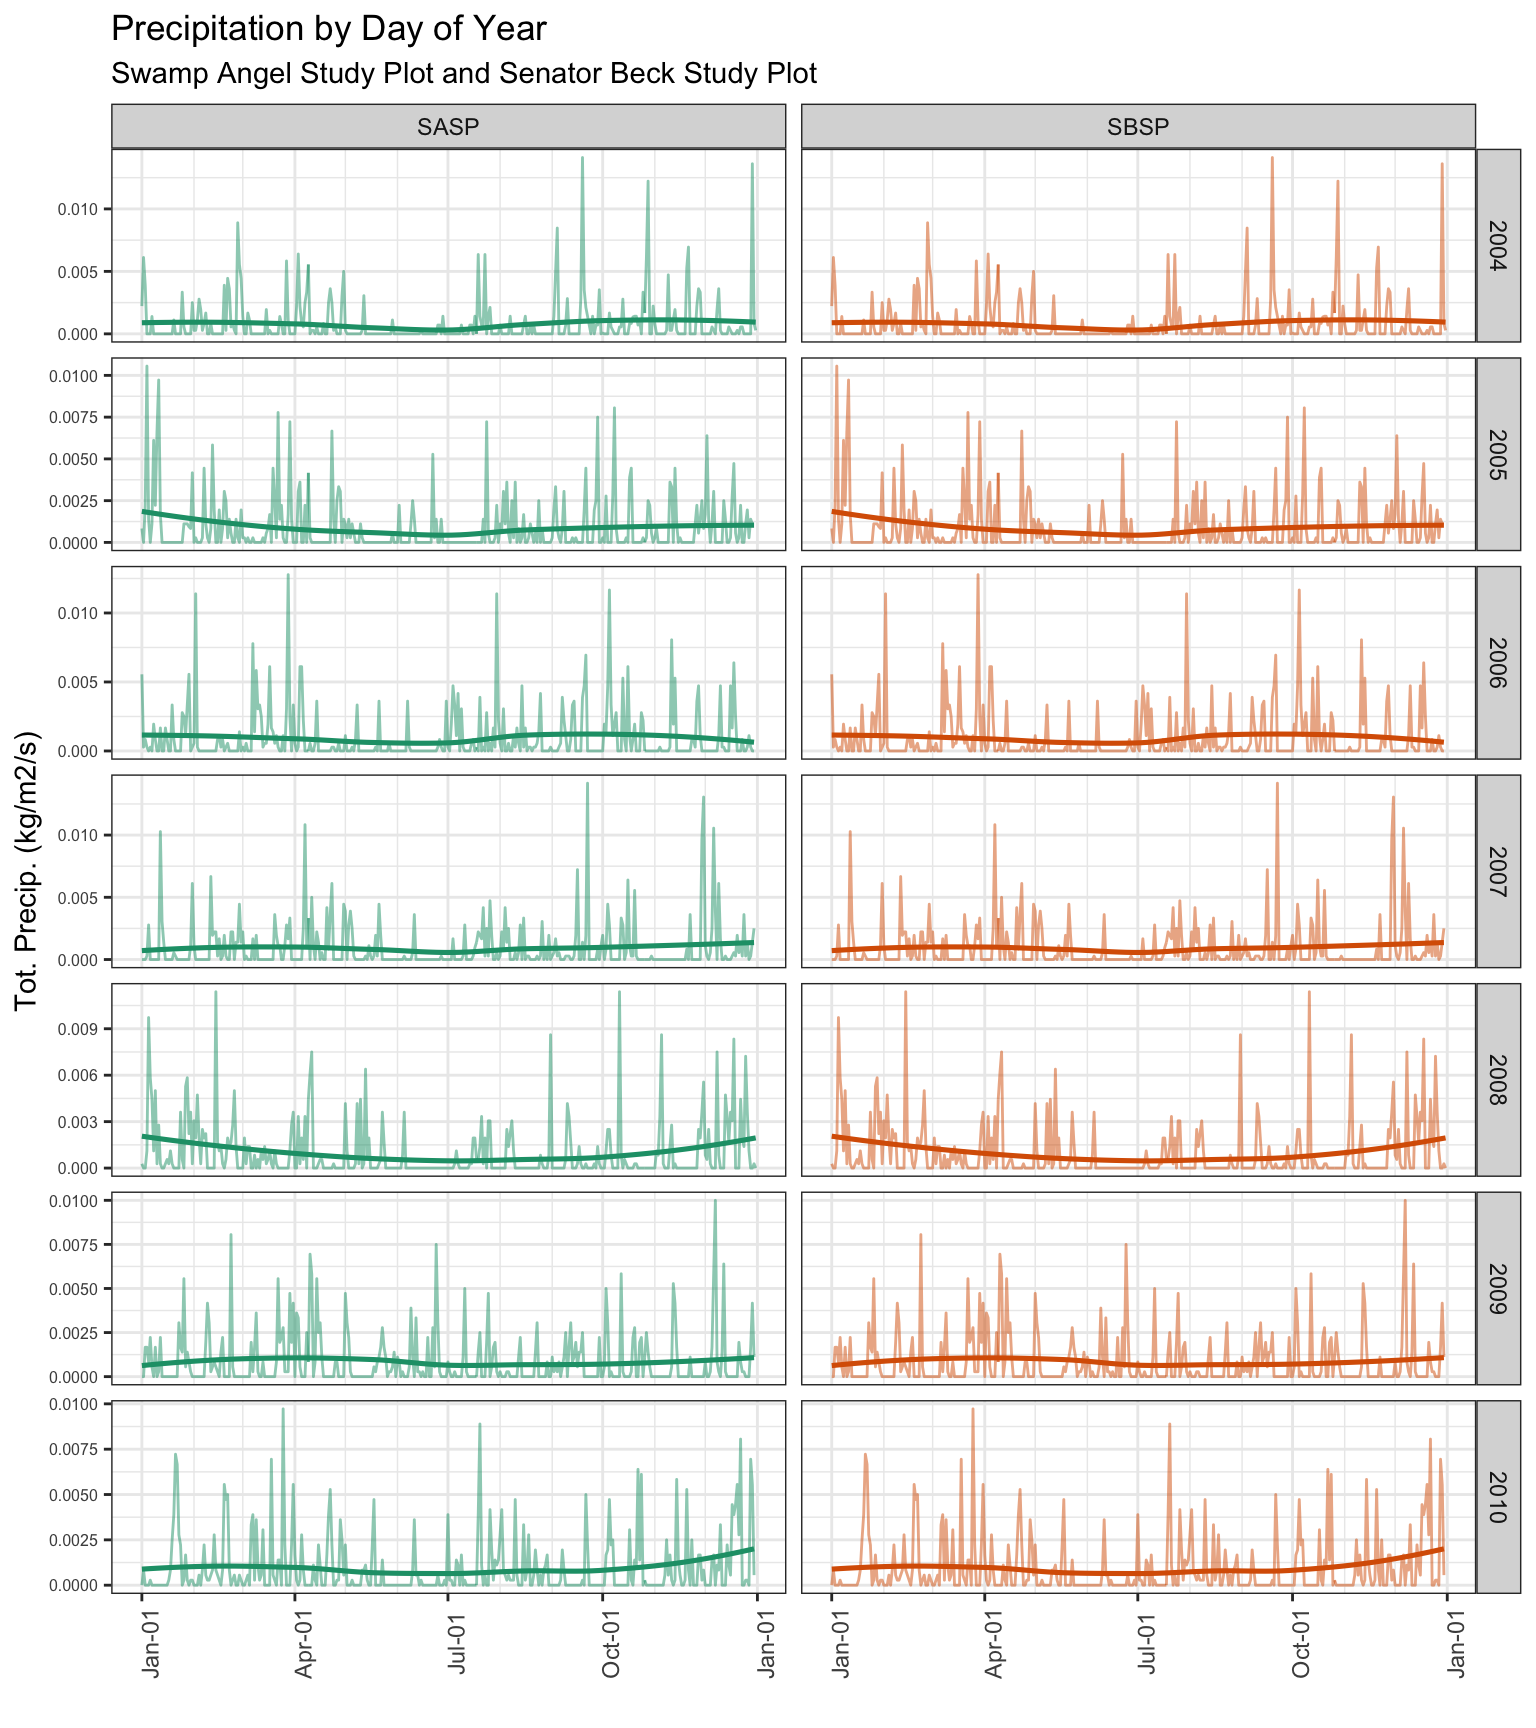 Precipitation by Day of Year
Swamp Angel Study Plot and Senator Beck Study Plot
SASP
SBSP
Tot. Precip. (kg/m2/s)
0.010
0.005
0.000
2004
0.0100
0.0075
0.0050
0.0025
0.0000
2005
0.010
0.005
0.000
2006
0.010
0.005
0.000
2007
0.009
0.006
0.003
0.000
2008
0.0100
0.0075
0.0050
0.0025
0.0000
2009
0.0100
0.0075
0.0050
0.0025
0.0000
2010
Jan-01
Apr-01
Jul-01
Oct-01
Jan-01
Jan-01
Apr-01
Jul-01
Oct-01
Jan-01